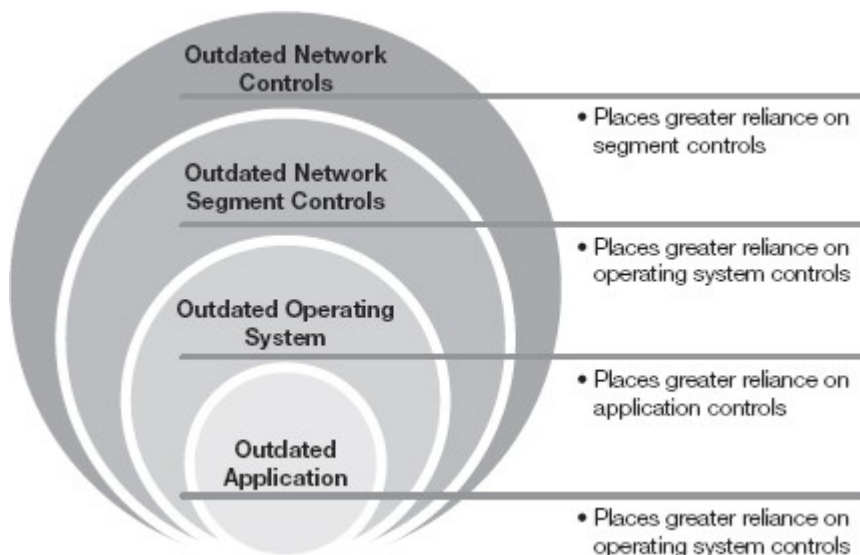 Outdated Network
Controls
• Places greater reliance on
segment controls
Outdated Network
Segment Controls
• Places greater reliance on
operating system controls
Outdated Operating
System
• Places greater reliance on
application controls
Outdated
Application
• Places greater reliance on
operating system controls